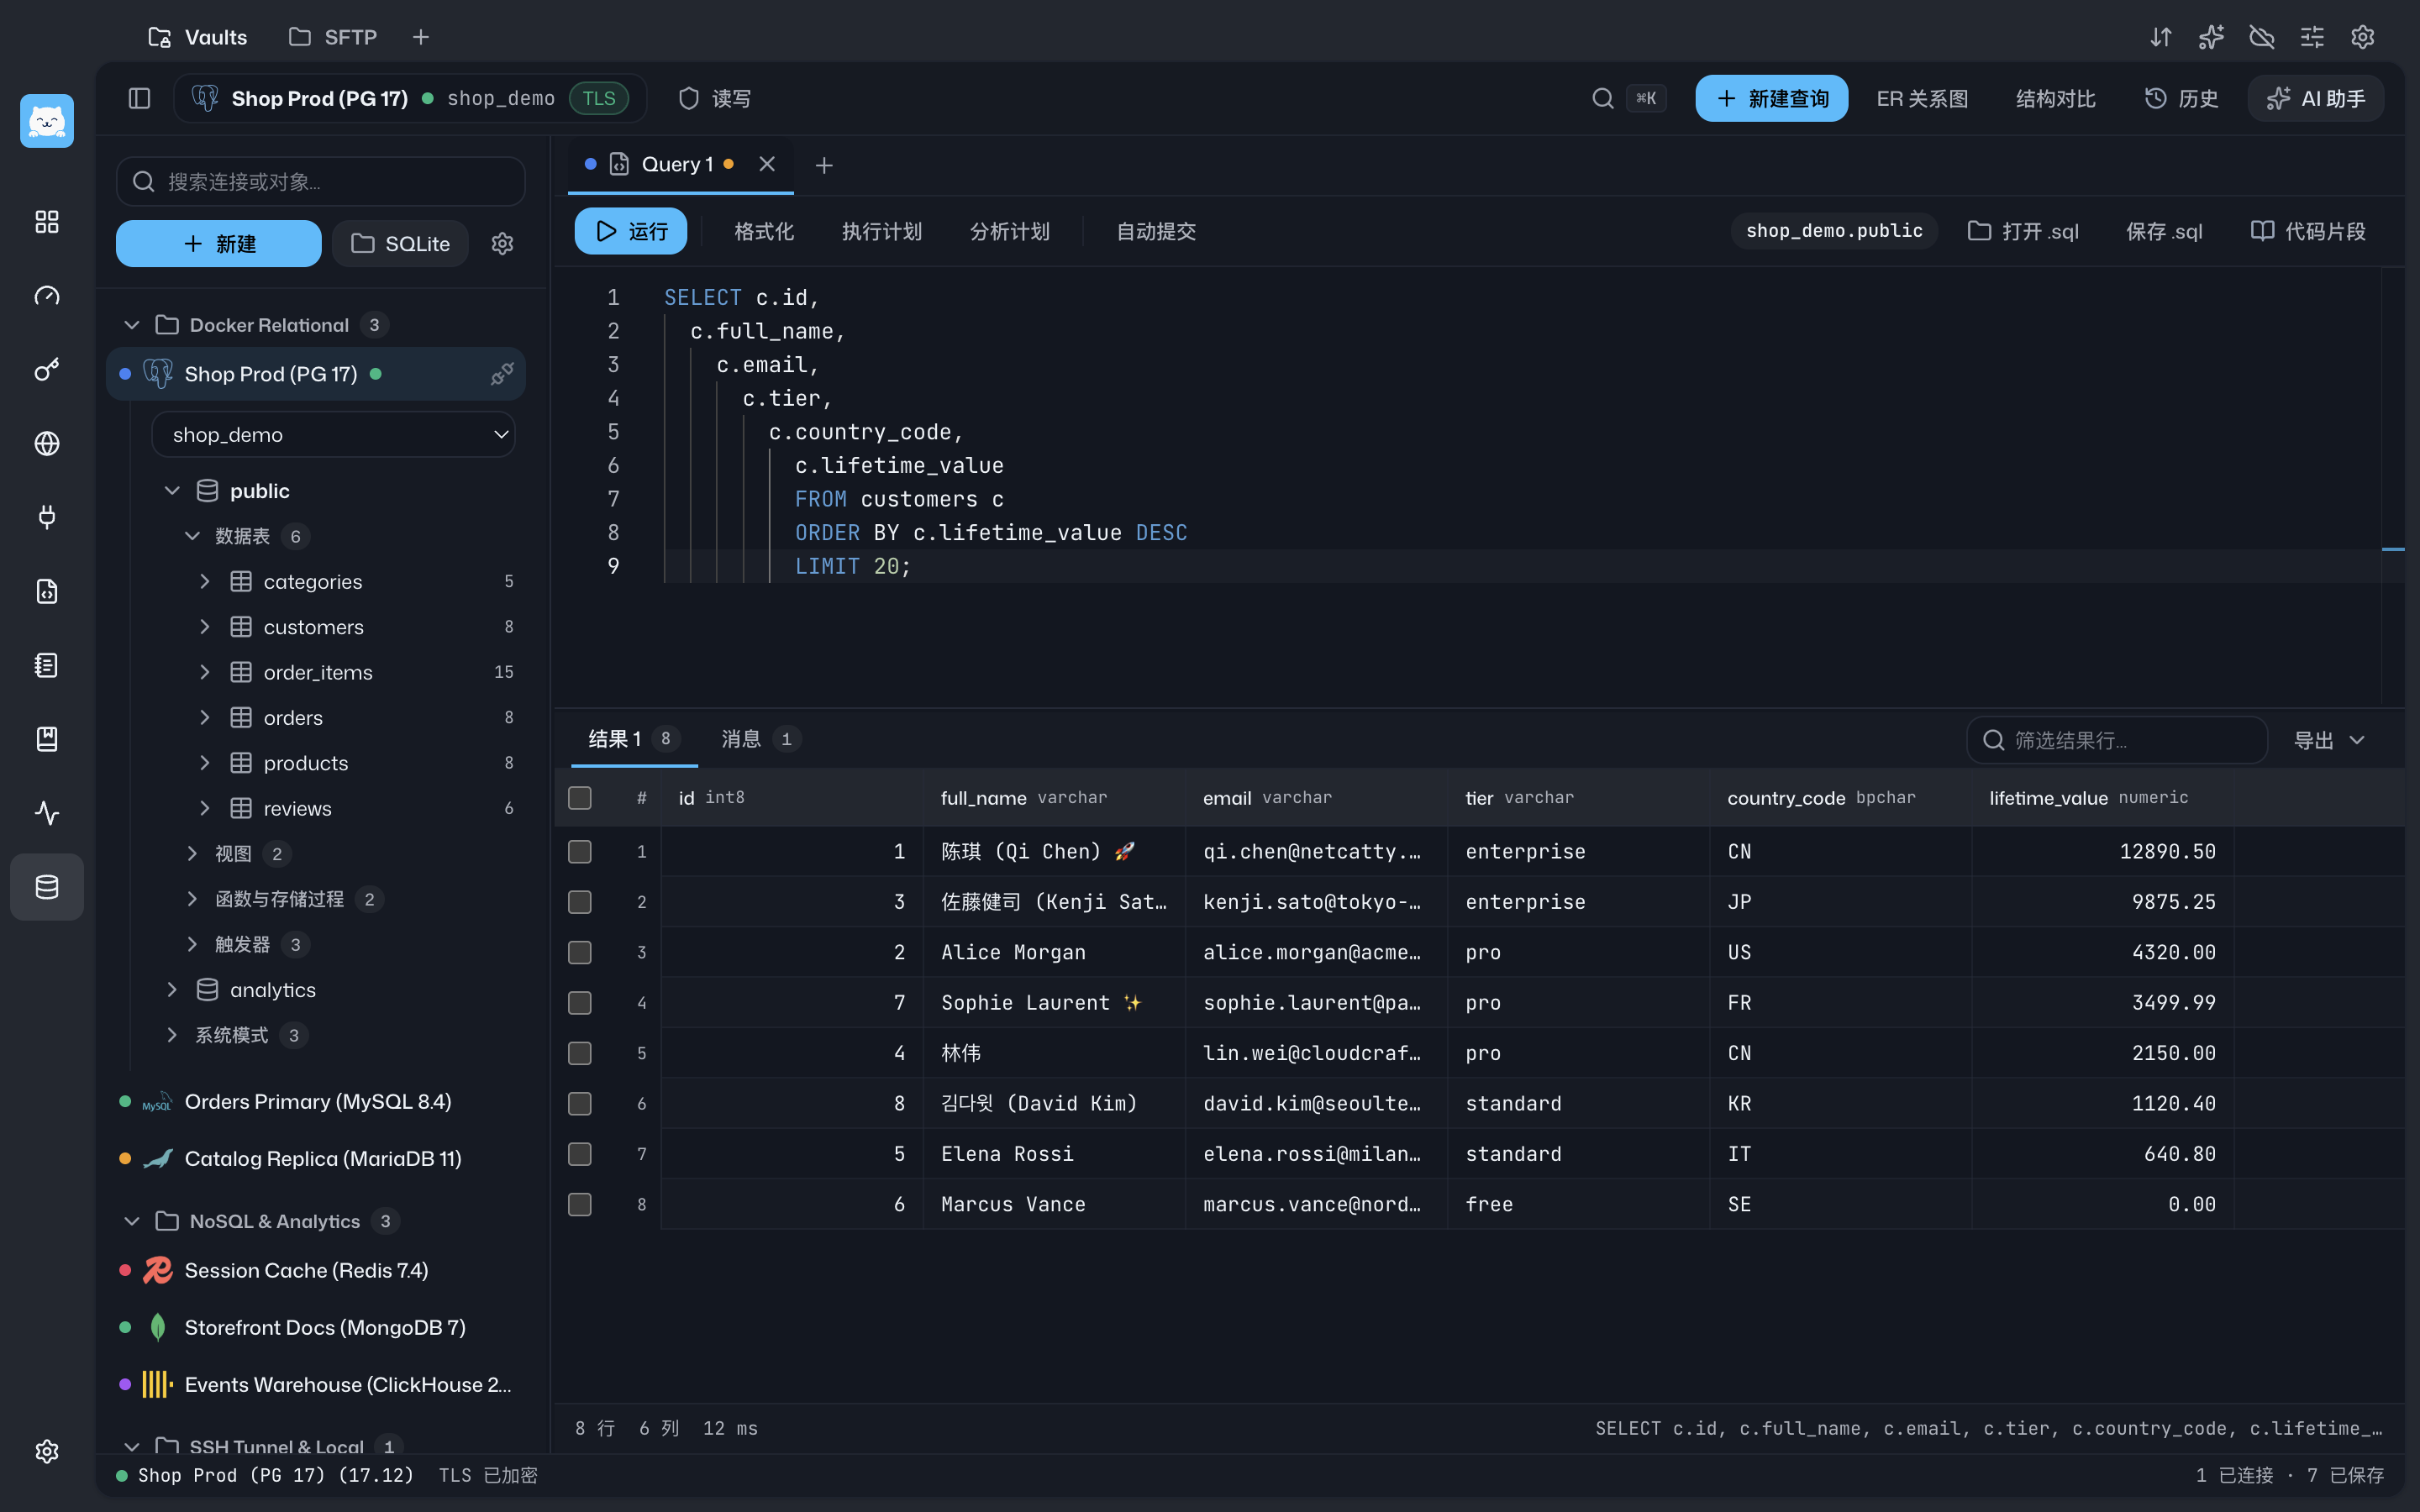 Vaults SFTP
Shop Prod (PG 17) shop_demo TLS 读写 ⌘K 新建查询 ER 关系图 结构对比 历史 AI 助手
搜索连接或对象...
新建 SQLite
Docker Relational 3
Shop Prod (PG 17)
shop_demo
public
数据表 6
categories 5
customers 8
order_items 15
orders 8
products 8
reviews 6
视图 2
函数与存储过程 2
触发器 3
analytics
系统模式 3
MySQL Orders Primary (MySQL 8.4)
Catalog Replica (MariaDB 11)
NoSQL & Analytics 3
Session Cache (Redis 7.4)
Storefront Docs (MongoDB 7)
Events Warehouse (ClickHouse 2...
SSH Tunnel & Local 1
Query 1
运行 格式化 执行计划 分析计划 自动提交 shop_demo.public 打开 .sql 保存 .sql 代码片段
1 SELECT c.id,
2 c.full_name,
3 c.email,
4 c.tier,
5 c.country_code,
6 c.lifetime_value
7 FROM customers c
8 ORDER BY c.lifetime_value DESC
9 LIMIT 20;
结果 1 8 消息 1 筛选结果行... 导出
# id int8 full_name varchar email varchar tier varchar country_code bpchar lifetime_value numeric
1 1 陈琪 (Qi Chen) 🚀 qi.chen@netcatty.… enterprise CN 12890.50
2 3 佐藤健司 (Kenji Sat… kenji.sato@tokyo-… enterprise JP 9875.25
3 2 Alice Morgan alice.morgan@acme… pro US 4320.00
4 7 Sophie Laurent ✨ sophie.laurent@pa… pro FR 3499.99
5 4 林伟 lin.wei@cloudcraf… pro CN 2150.00
6 8 김다윗 (David Kim) david.kim@seoulte… standard KR 1120.40
7 5 Elena Rossi elena.rossi@milan… standard IT 640.80
8 6 Marcus Vance marcus.vance@nord… free SE 0.00
8 行 6 列 12 ms SELECT c.id, c.full_name, c.email, c.tier, c.country_code, c.lifetime_…
Shop Prod (PG 17) (17.12) TLS 已加密 1 已连接 · 7 已保存